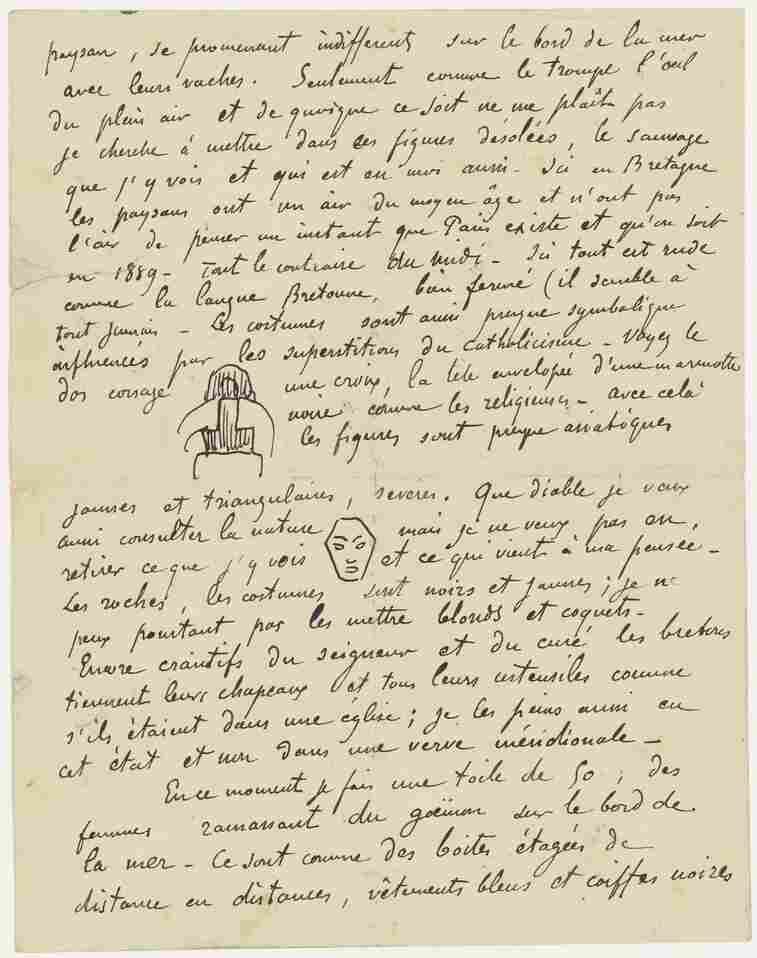 paysan, se promenant indifferents sur le bord de la mer
avec leurs vaches. Seulement comme le trompe l'œil
du plein air et de quoique ce soit ne me plaît pas
je cherche à mettre dans ces figures désolées, le sauvage
que j'y vois et qui est en moi aussi - Ici en Bretagne
les paysans ont un air du moyen âge et n'ont pas
l'air de penser un instant que Paris existe et qu'on soit
en 1889 - Tout le contraire du midi - Ici tout est rude
comme la langue Bretonne, bien fermé (il semble à
tout jamais - Les costumes sont aussi presque symbolique
influencés par les superstitions du catholicisme - Voyez le
dos corsage une croix, la tête envelopée d'une marmotte
noire comme les religieuses - avec celà
les figures sont presque asiatiques
jaunes et triangulaires, severes. Que diable je veux
aussi consulter la nature mais je ne veux pas en
retirer ce que j'y vois et ce qui vient à ma pensée -
Les roches, les costumes sont noirs et jaunes; je ne
peux pourtant pas les mettre blonds et coquets -
Encore craintifs du seigneur et du curé les bretons
tiennent leurs chapeaux et tous leurs ustensiles comme
s'ils étaient dans une église; je les peins aussi en
cet état et non dans une verve méridionale -
En ce moment je fais une toile de 50; des
femmes ramassant du goëmon sur le bord de
la mer - Ce sont comme des boites étagées de
distance en distances, vêtements bleus et coiffes noires